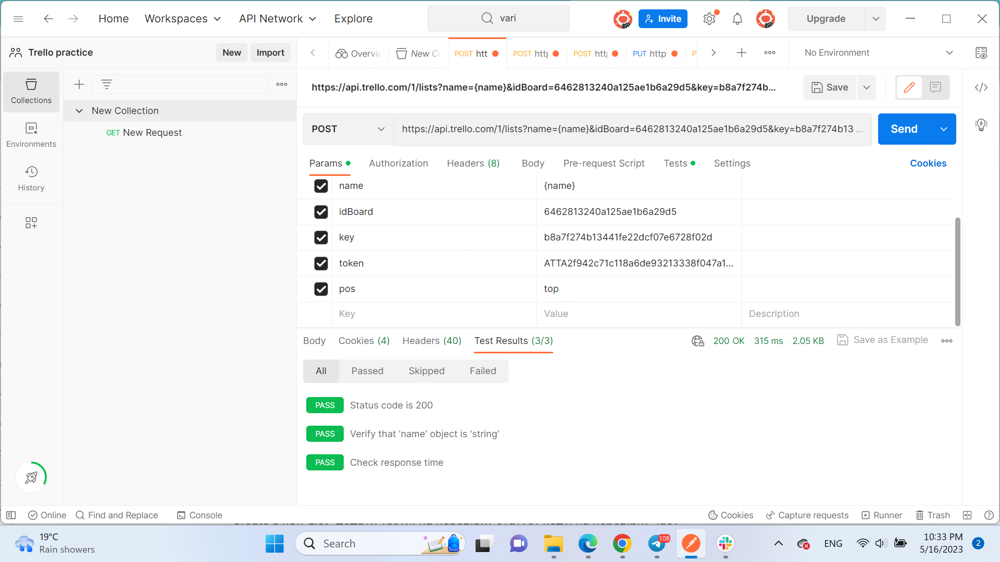 Home Workspaces API Network Explore vari Invite Upgrade
Trello practice New Import Overvie New Co POST htt POST http POST http PUT http P No Environment
Collections
Environments
History
New Collection
GET New Request
https://api.trello.com/1/lists?name={name}&idBoard=6462813240a125ae1b6a29d5&key=b8a7f274b... Save
POST https://api.trello.com/1/lists?name={name}&idBoard=6462813240a125ae1b6a29d5&key=b8a7f274b13 ... Send
Params Authorization Headers (8) Body Pre-request Script Tests Settings Cookies
name {name}
idBoard 6462813240a125ae1b6a29d5
key b8a7f274b13441fe22dcf07e6728f02d
token ATTA2f942c71c118a6de93213338f047a1...
pos top
Key Value Description
Body Cookies (4) Headers (40) Test Results (3/3) 200 OK 315 ms 2.05 KB Save as Example
All Passed Skipped Failed
PASS Status code is 200
PASS Verify that 'name' object is 'string'
PASS Check response time
Online Find and Replace Console Cookies Capture requests Runner Trash
19°C
Rain showers
Search
108
ENG
10:33 PM
5/16/2023
2